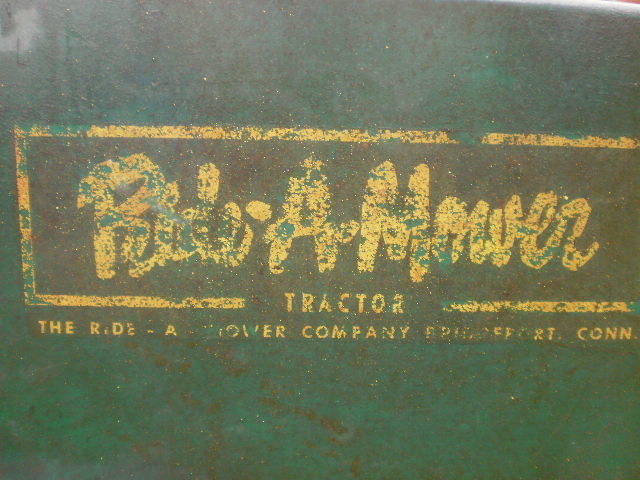 Ride-A-Mower
TRACTOR
THE RIDE - A - MOWER COMPANY BRIDGEPORT, CONN.